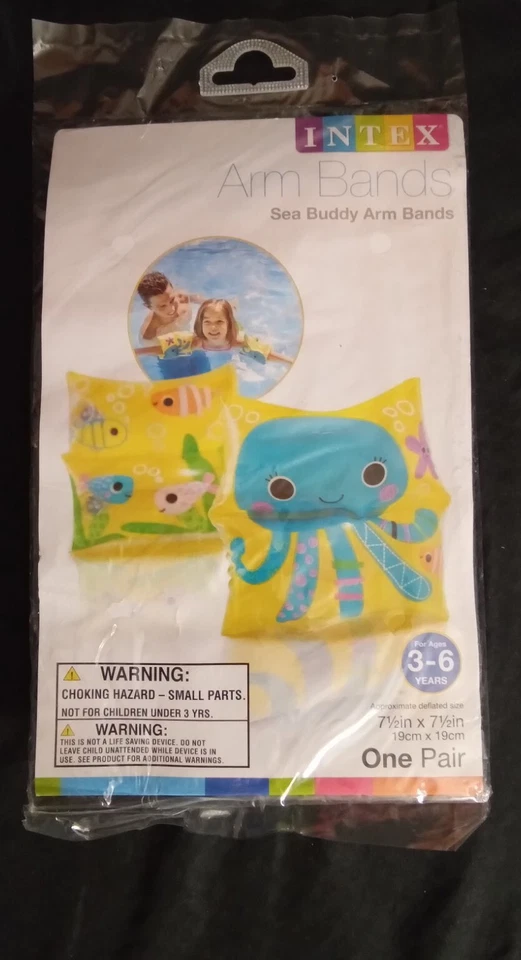 INTEX
Arm Bands
Sea Buddy Arm Bands
For Ages
3-6
YEARS
Approximate deflated size
7½in x 7½in
19cm x 19cm
One Pair
WARNING:
CHOKING HAZARD – SMALL PARTS.
NOT FOR CHILDREN UNDER 3 YRS.
WARNING:
THIS IS NOT A LIFE SAVING DEVICE. DO NOT
LEAVE CHILD UNATTENDED WHILE DEVICE IS IN
USE. SEE PRODUCT FOR ADDITIONAL WARNINGS.